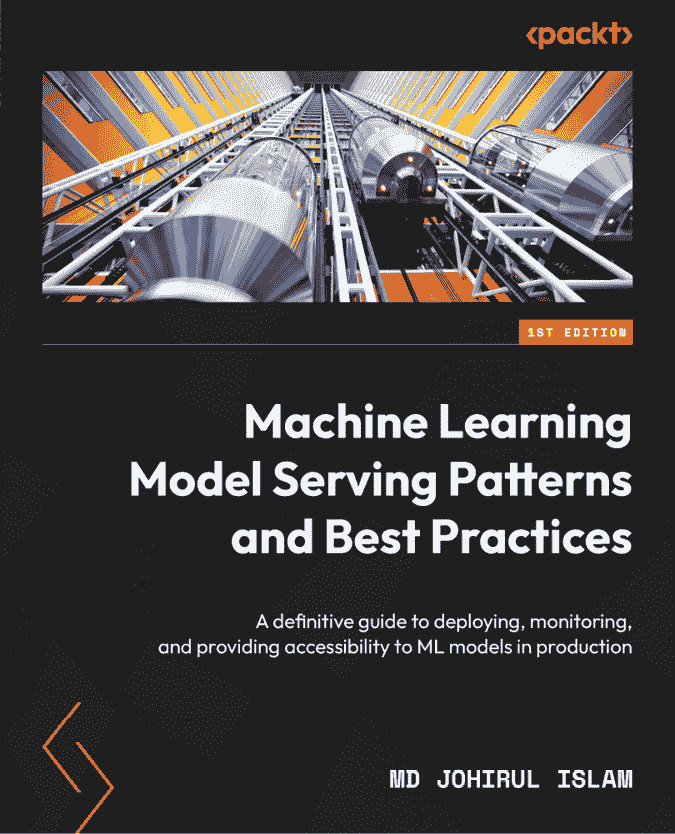 <packt>
1ST EDITION
Machine Learning
Model Serving Patterns
and Best Practices
A definitive guide to deploying, monitoring,
and providing accessibility to ML models in production
MD JOHIRUL ISLAM